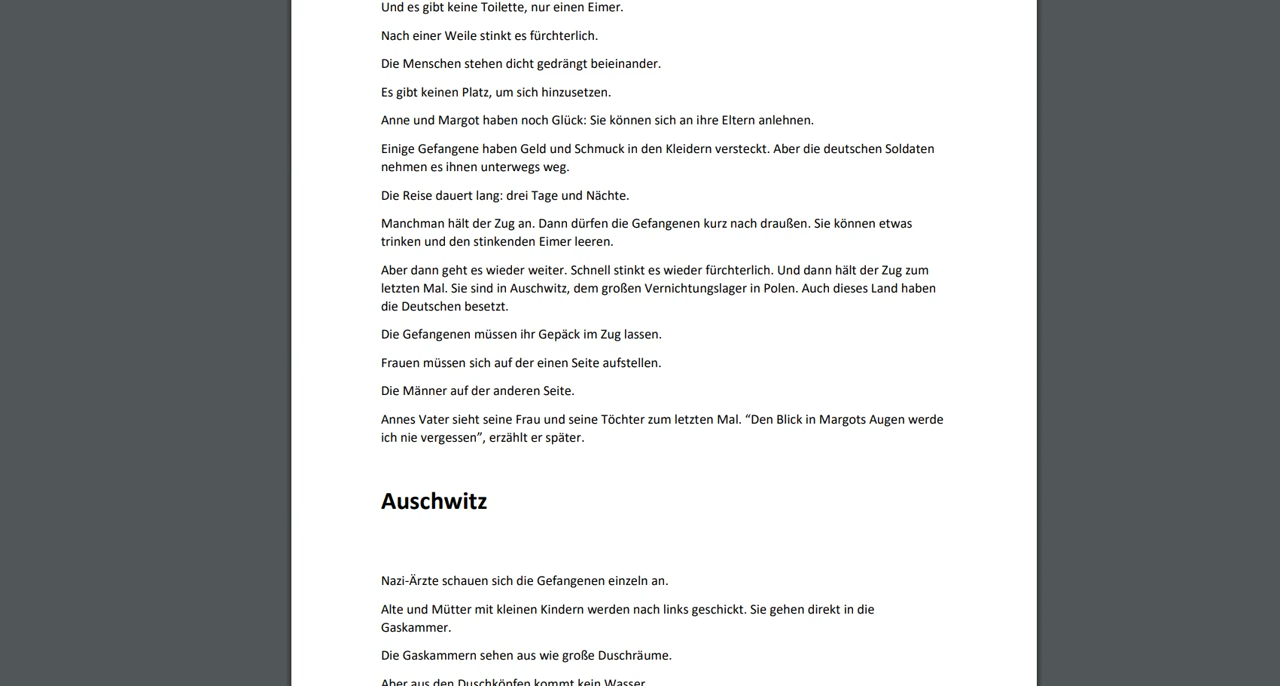 Und es gibt keine Toilette, nur einen Eimer.
Nach einer Weile stinkt es fürchterlich.
Die Menschen stehen dicht gedrängt beieinander.
Es gibt keinen Platz, um sich hinzusetzen.
Anne und Margot haben noch Glück: Sie können sich an ihre Eltern anlehnen.
Einige Gefangene haben Geld und Schmuck in den Kleidern versteckt. Aber die deutschen Soldaten
nehmen es ihnen unterwegs weg.
Die Reise dauert lang: drei Tage und Nächte.
Manchman hält der Zug an. Dann dürfen die Gefangenen kurz nach draußen. Sie können etwas
trinken und den stinkenden Eimer leeren.
Aber dann geht es wieder weiter. Schnell stinkt es wieder fürchterlich. Und dann hält der Zug zum
letzten Mal. Sie sind in Auschwitz, dem großen Vernichtungslager in Polen. Auch dieses Land haben
die Deutschen besetzt.
Die Gefangenen müssen ihr Gepäck im Zug lassen.
Frauen müssen sich auf der einen Seite aufstellen.
Die Männer auf der anderen Seite.
Annes Vater sieht seine Frau und seine Töchter zum letzten Mal. “Den Blick in Margots Augen werde
ich nie vergessen”, erzählt er später.
Auschwitz
Nazi-Ärzte schauen sich die Gefangenen einzeln an.
Alte und Mütter mit kleinen Kindern werden nach links geschickt. Sie gehen direkt in die
Gaskammer.
Die Gaskammern sehen aus wie große Duschräume.
Aber aus den Duschköpfen kommt kein Wasser.